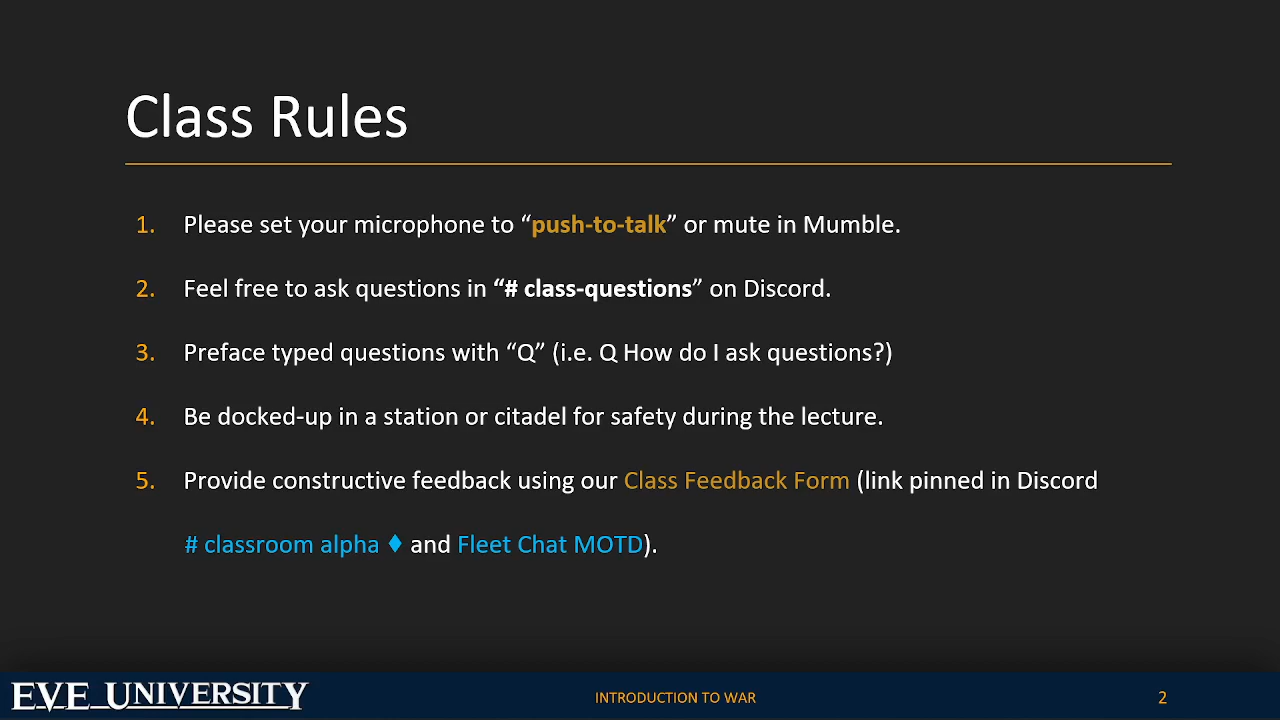 Class Rules
1. Please set your microphone to “push-to-talk” or mute in Mumble.
2. Feel free to ask questions in “# class-questions” on Discord.
3. Preface typed questions with “Q” (i.e. Q How do I ask questions?)
4. Be docked-up in a station or citadel for safety during the lecture.
5. Provide constructive feedback using our Class Feedback Form (link pinned in Discord
# classroom alpha ♦ and Fleet Chat MOTD).
EVE UNIVERSITY
INTRODUCTION TO WAR
2